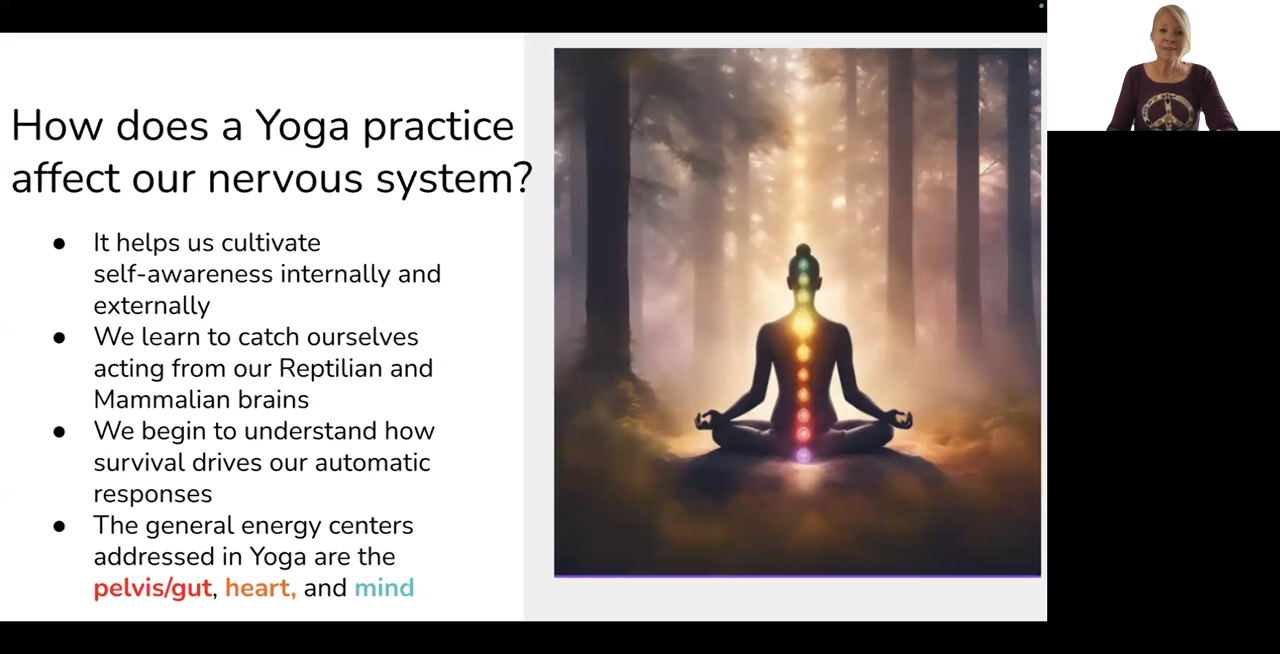 How does a Yoga practice
affect our nervous system?
● It helps us cultivate
self-awareness internally and
externally
● We learn to catch ourselves
acting from our Reptilian and
Mammalian brains
● We begin to understand how
survival drives our automatic
responses
● The general energy centers
addressed in Yoga are the
pelvis/gut, heart, and mind